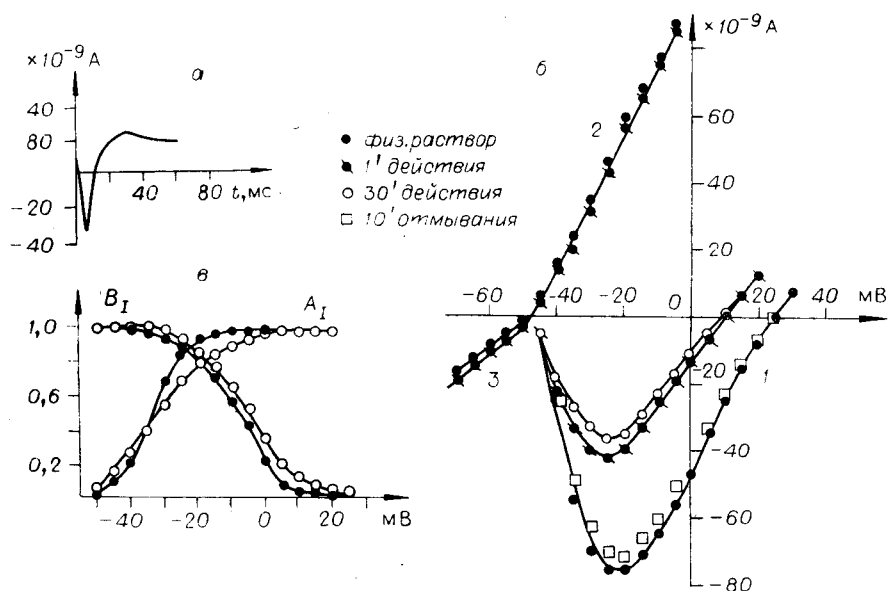 ×10⁻⁹ А
а
40
80
40
80
t, мс
-20
-40
● физ.раствор
1' действия
○ 30' действия
□ 10' отмывания
б
×10⁻⁹ А
80
2
60
40
20
-60
-40
-20
0
20
40
мВ
3
1
-20
-40
-60
-80
в
B_I
A_I
1,0
0,6
0,2
-40
-20
0
20
мВ